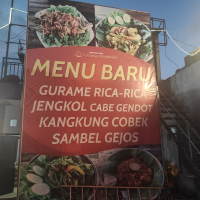 MENU BARU
GURAME RICA-RICA
JENGKOL CABE GENDOT
KANGKUNG COBEK
SAMBEL GEJOS